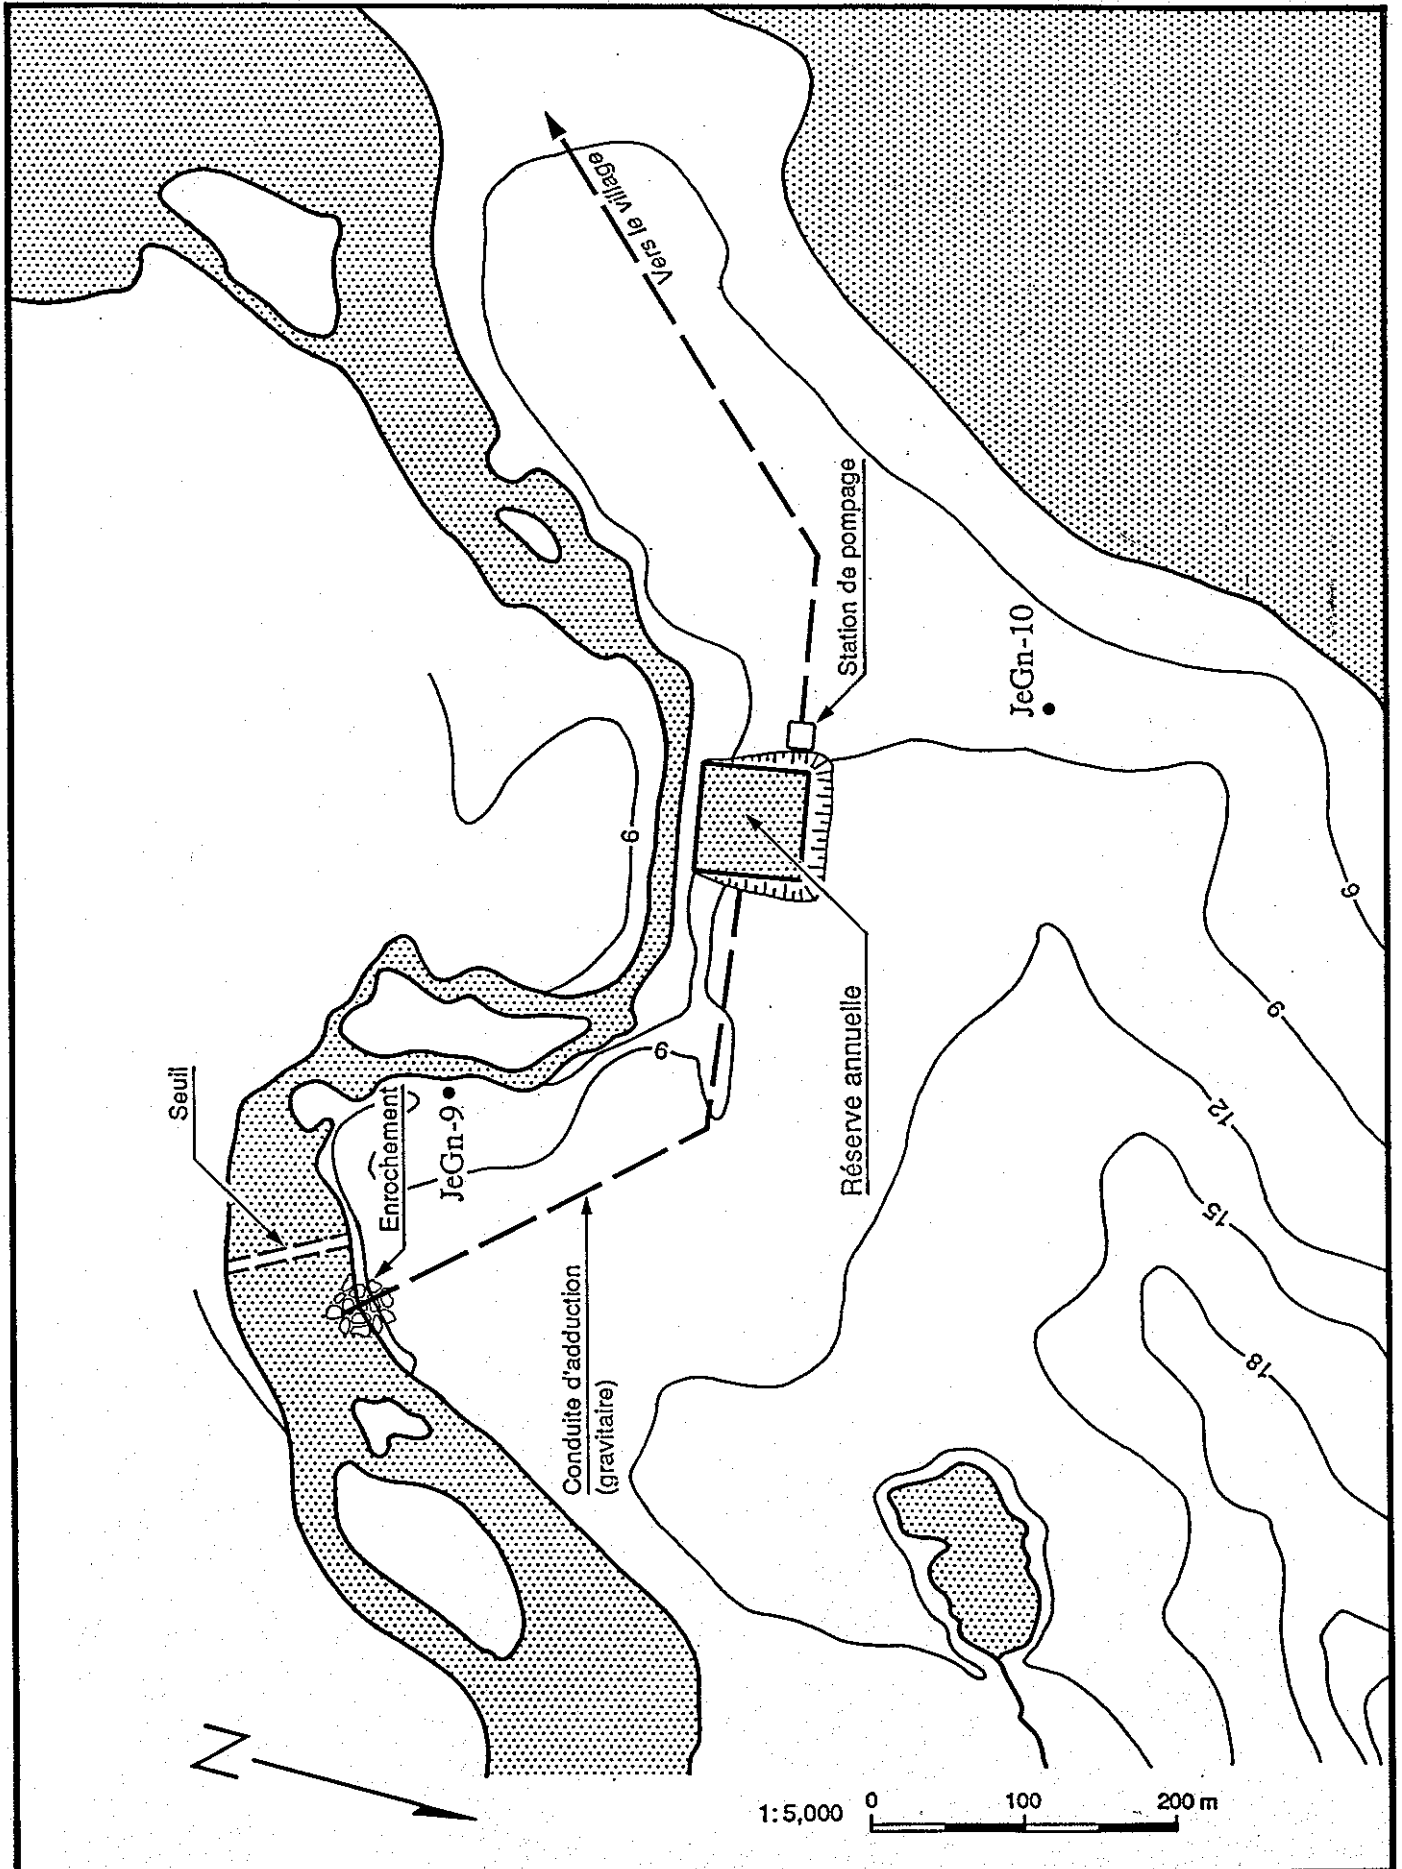 Vers le village
Station de pompage
JeGn-10
6
6
9
9
Seuil
Enrochement
JeGn-9
Réserve annuelle
12
15
18
Conduite d'adduction
(gravitaire)
N
1:5,000
0 100 200 m